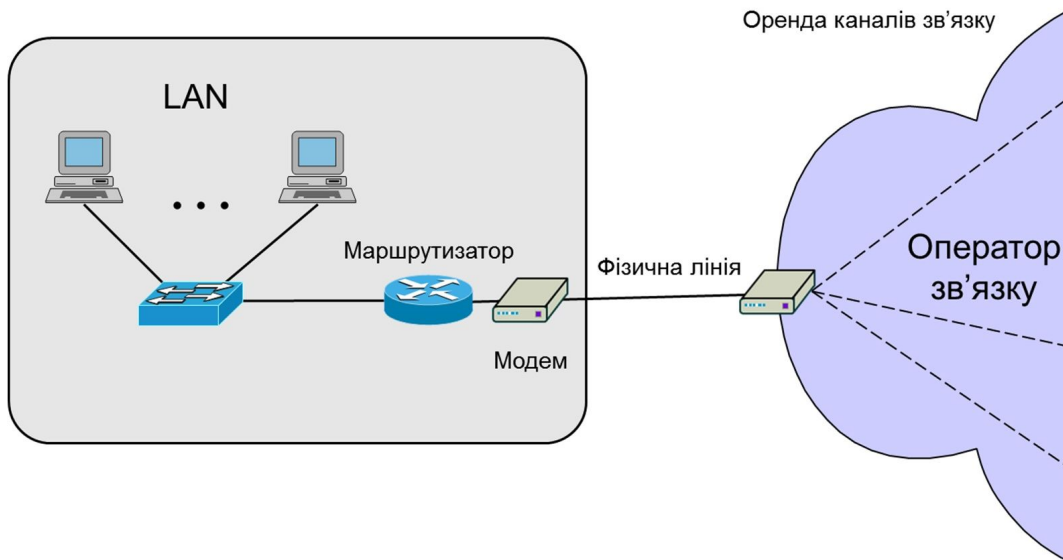 Оренда каналів зв’язку
LAN
Маршрутизатор
Фізична лінія
Оператор
зв’язку
Модем